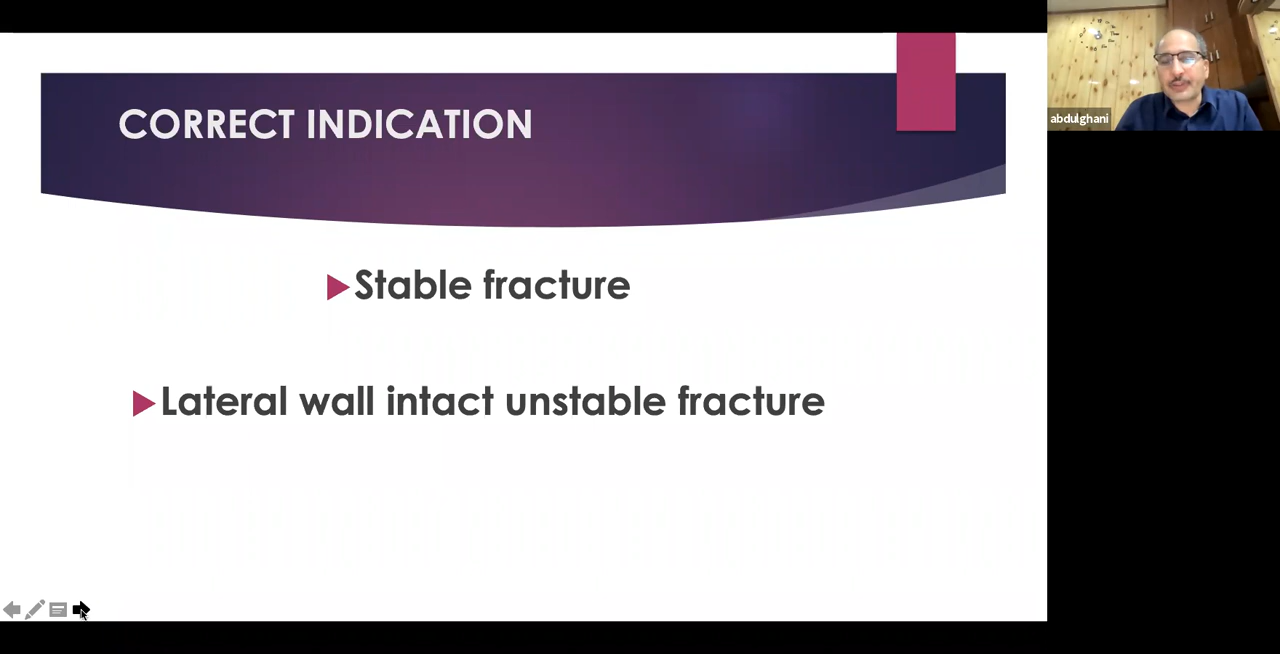 CORRECT INDICATION
Stable fracture
Lateral wall intact unstable fracture
abdulghani